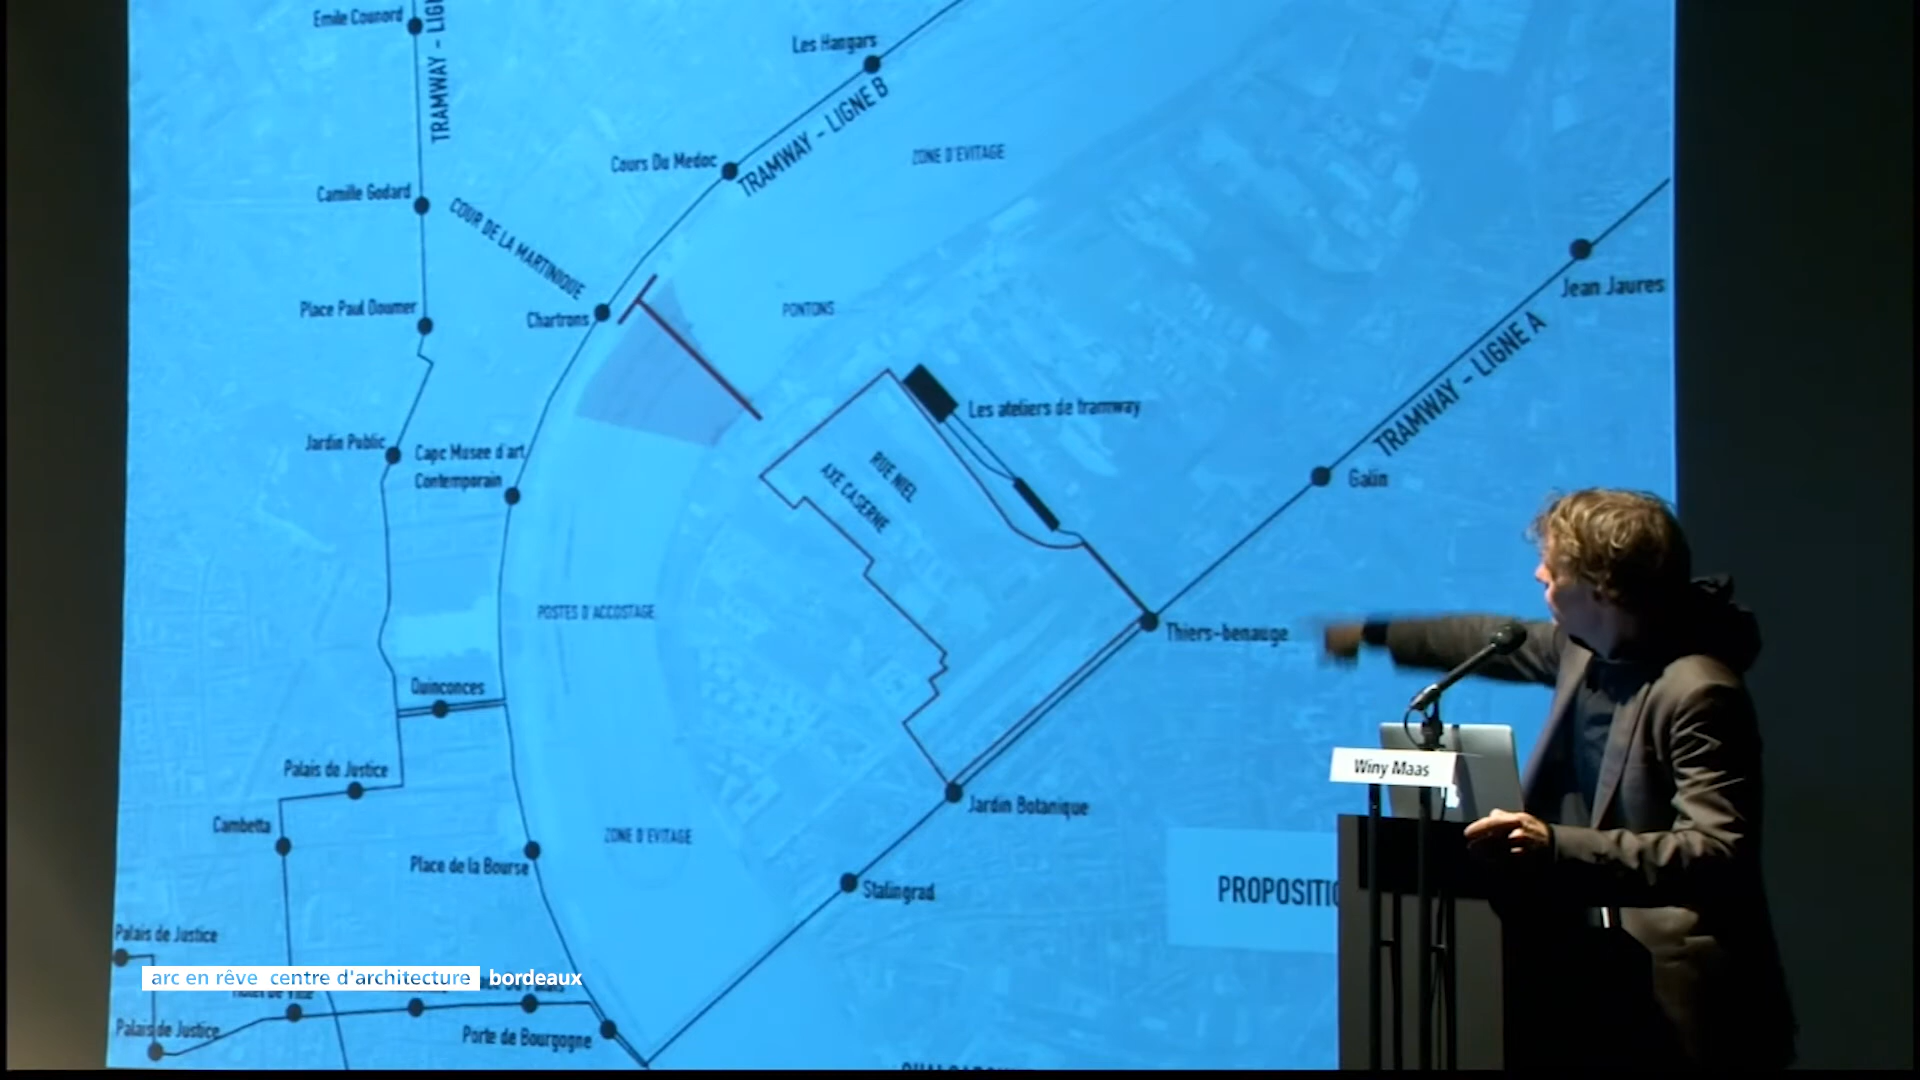 Emile Counord
TRAMWAY - LIG
Les Hangars
TRAMWAY - LIGNE B
Cours Du Medoc
ZONE D'EVITAGE
Camille Godard
COUR DE LA MARTINIQUE
Place Paul Doumer
Chartrons
PONTONS
Jean Jaures
TRAMWAY - LIGNE A
Les ateliers de tramway
Jardin Public
Capc Musee d'art
Contemporain
RUE NIEL
AXE CASERNE
Galin
POSTES D'ACCOSTAGE
Thiers-benauge
Quinconces
Palais de Justice
Winy Maas
Cambetta
Jardin Botanique
ZONE D'EVITAGE
Place de la Bourse
Stalingrad
PROPOSITIO
Palais de Justice
arc en rêve centre d'architecture bordeaux
Hotel de Ville
Palais de Justice
Porte de Bourgogne